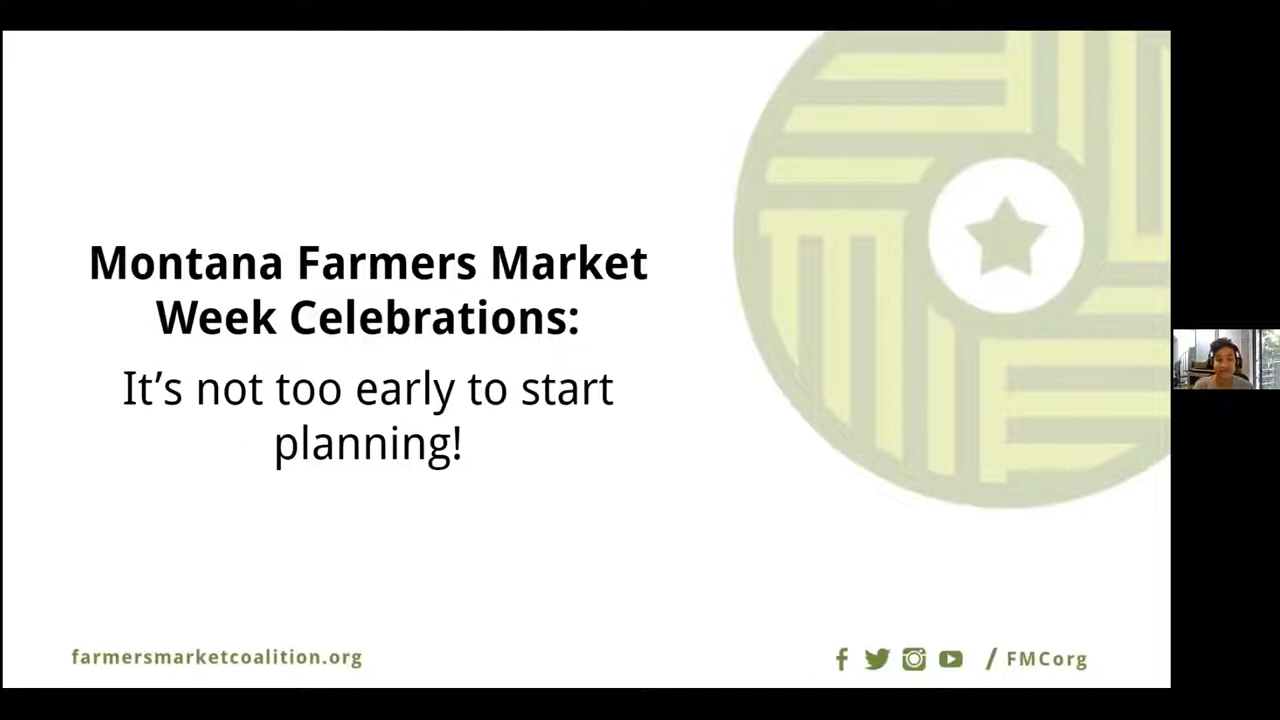 Montana Farmers Market
Week Celebrations:
It’s not too early to start
planning!
farmersmarketcoalition.org
/ FMCorg